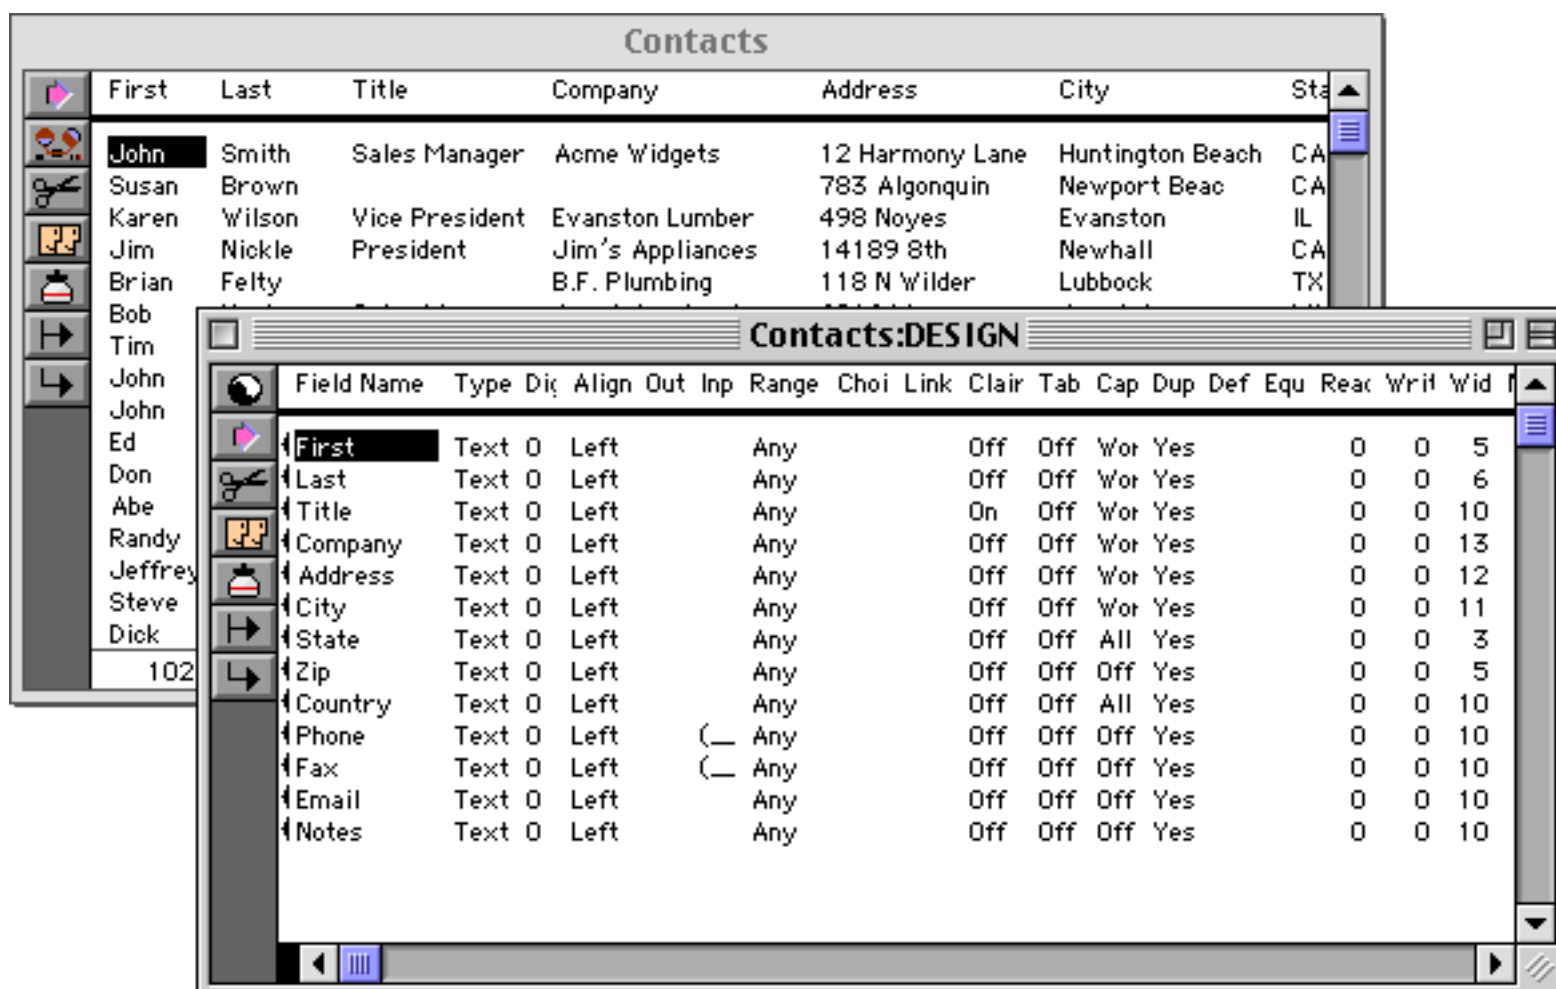 Contacts
First Last Title Company Address City Sta
John Smith Sales Manager Acme Widgets 12 Harmony Lane Huntington Beach CA
Susan Brown 783 Algonquin Newport Beac CA
Karen Wilson Vice President Evanston Lumber 498 Noyes Evanston IL
Jim Nickle President Jim's Appliances 14189 8th Newhall CA
Brian Felty B.F. Plumbing 118 N Wilder Lubbock TX
Bob
Tim
John
John
Ed
Don
Abe
Randy
Jeffrey
Steve
Dick
102
Contacts:DESIGN
Field Name Type Dig Align Out Inp Range Choi Link Clair Tab Cap Dup Def Equ Read Writ Wid
First Text 0 Left Any Off Off Wor Yes 0 0 5
Last Text 0 Left Any Off Off Wor Yes 0 0 6
Title Text 0 Left Any On Off Wor Yes 0 0 10
Company Text 0 Left Any Off Off Wor Yes 0 0 13
Address Text 0 Left Any Off Off Wor Yes 0 0 12
City Text 0 Left Any Off Off Wor Yes 0 0 11
State Text 0 Left Any Off Off All Yes 0 0 3
Zip Text 0 Left Any Off Off Off Yes 0 0 5
Country Text 0 Left Any Off Off All Yes 0 0 10
Phone Text 0 Left (_ Any Off Off Off Yes 0 0 10
Fax Text 0 Left (_ Any Off Off Off Yes 0 0 10
Email Text 0 Left Any Off Off Off Yes 0 0 10
Notes Text 0 Left Any Off Off Off Yes 0 0 10